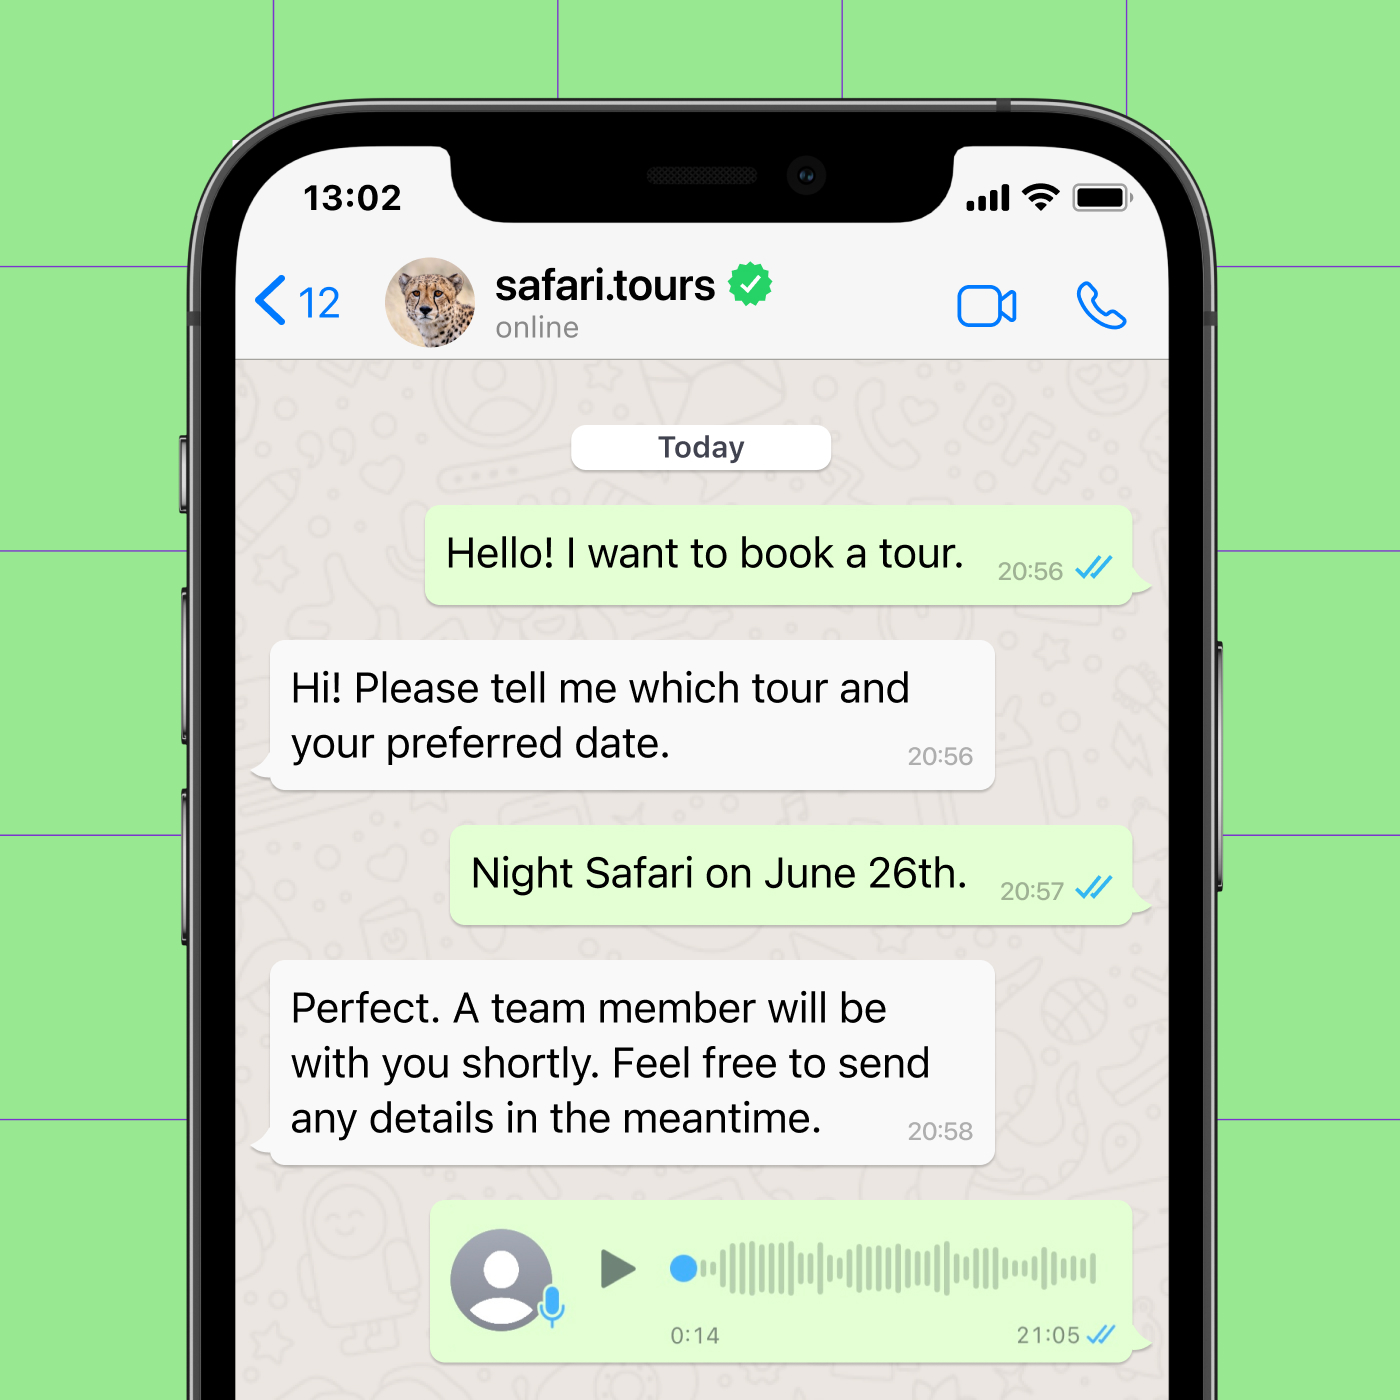 13:02
12
safari.tours
online
Today
Hello! I want to book a tour.
20:56
Hi! Please tell me which tour and
your preferred date.
20:56
Night Safari on June 26th.
20:57
Perfect. A team member will be
with you shortly. Feel free to send
any details in the meantime.
20:58
0:14
21:05
BFF